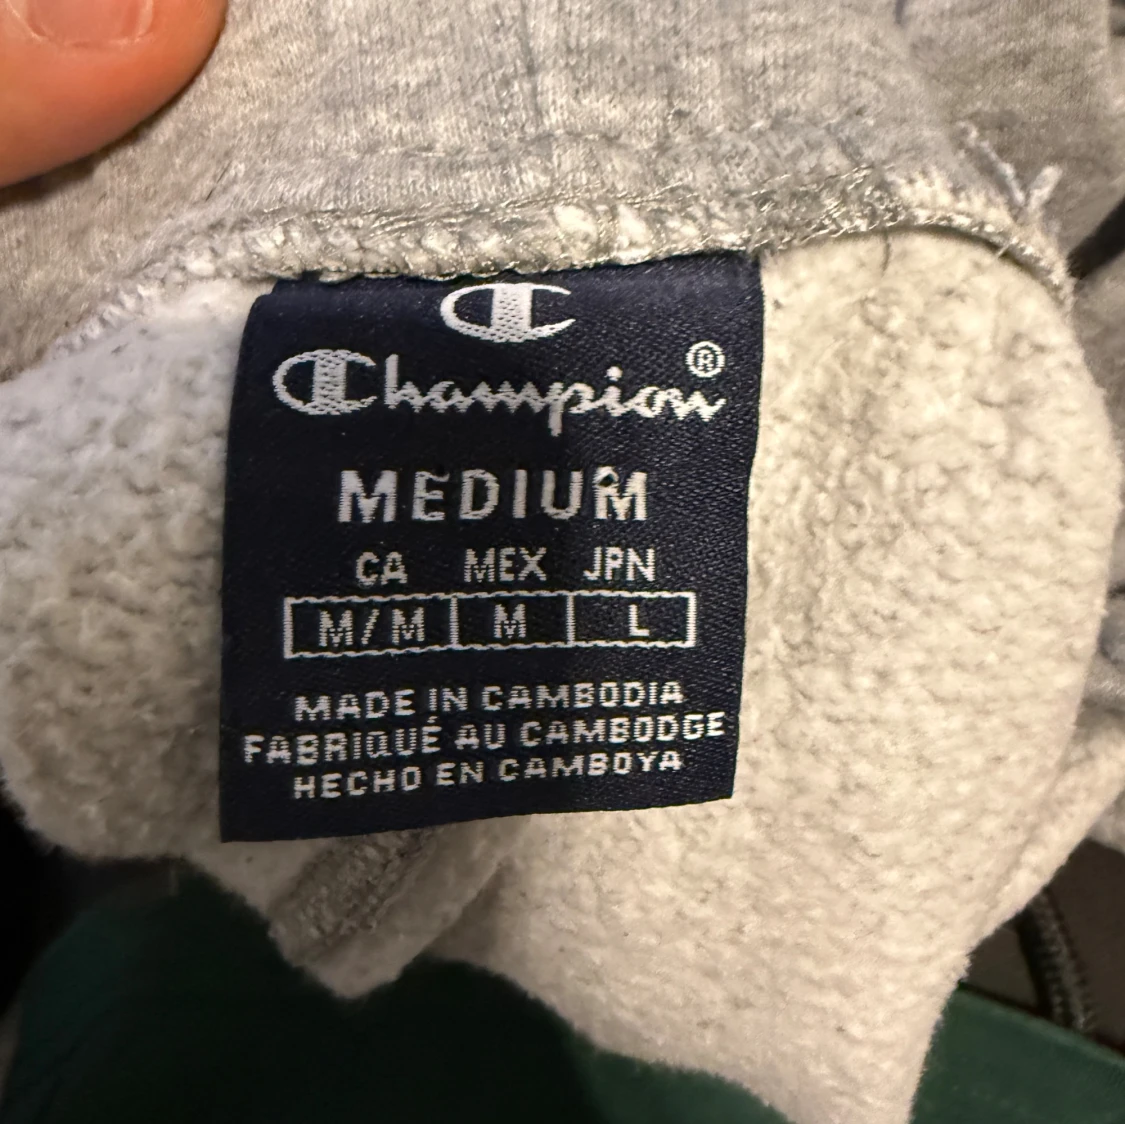 Champion®
MEDIUM
CA MEX JPN
M/M M L
MADE IN CAMBODIA
FABRIQUÉ AU CAMBODGE
HECHO EN CAMBOYA